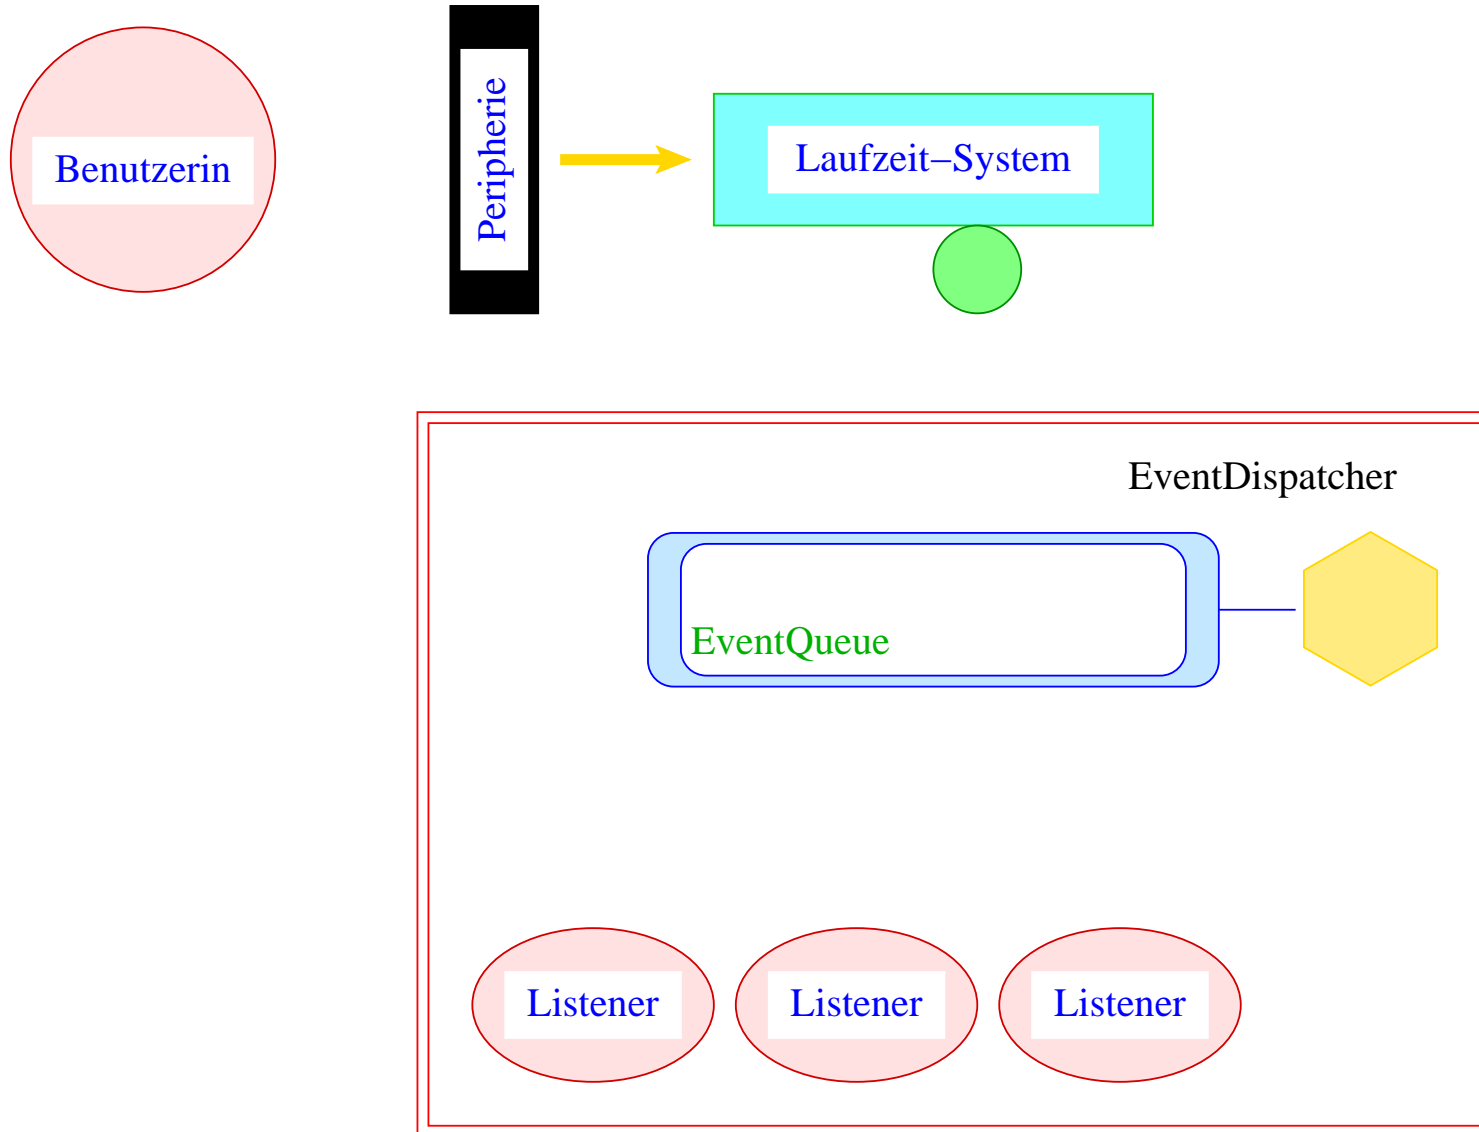 Benutzerin
Peripherie
Laufzeit−System
EventDispatcher
EventQueue
Listener
Listener
Listener